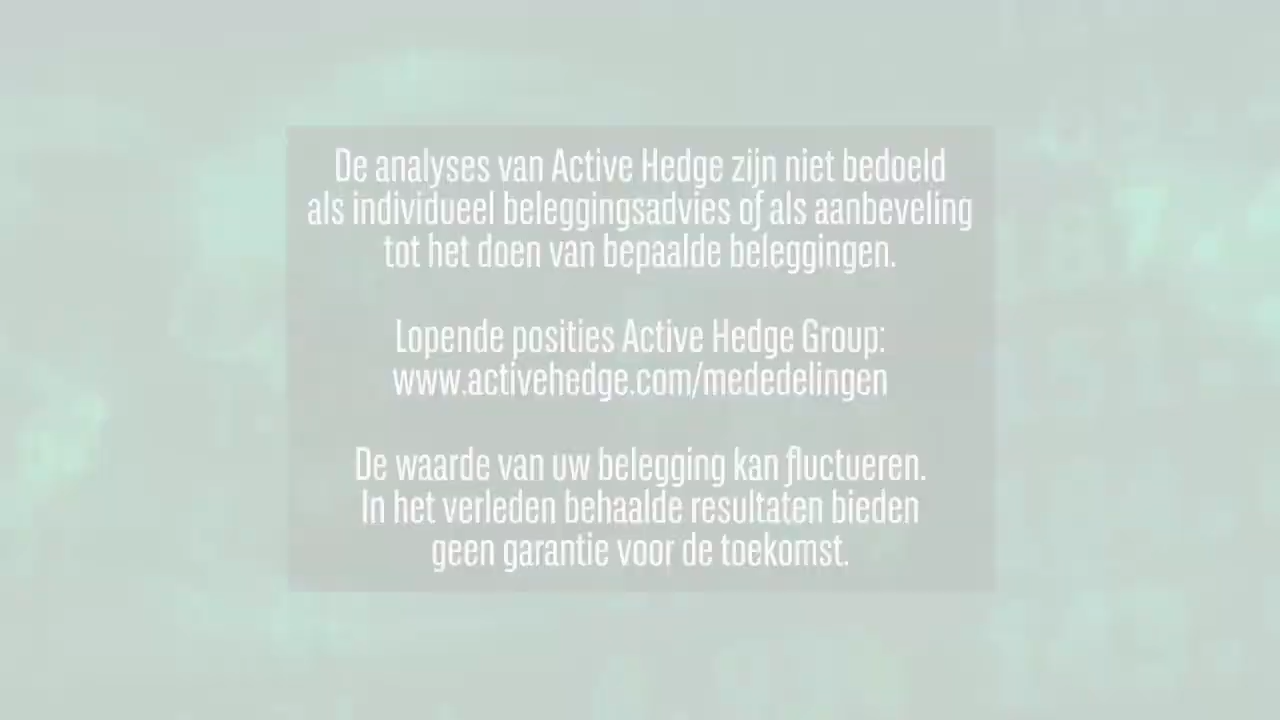 De analyses van Active Hedge zijn niet bedoeld
als individueel beleggingsadvies of als aanbeveling
tot het doen van bepaalde beleggingen.
Lopende posities Active Hedge Group:
www.activehedge.com/mededelingen
De waarde van uw belegging kan fluctueren.
In het verleden behaalde resultaten bieden
geen garantie voor de toekomst.